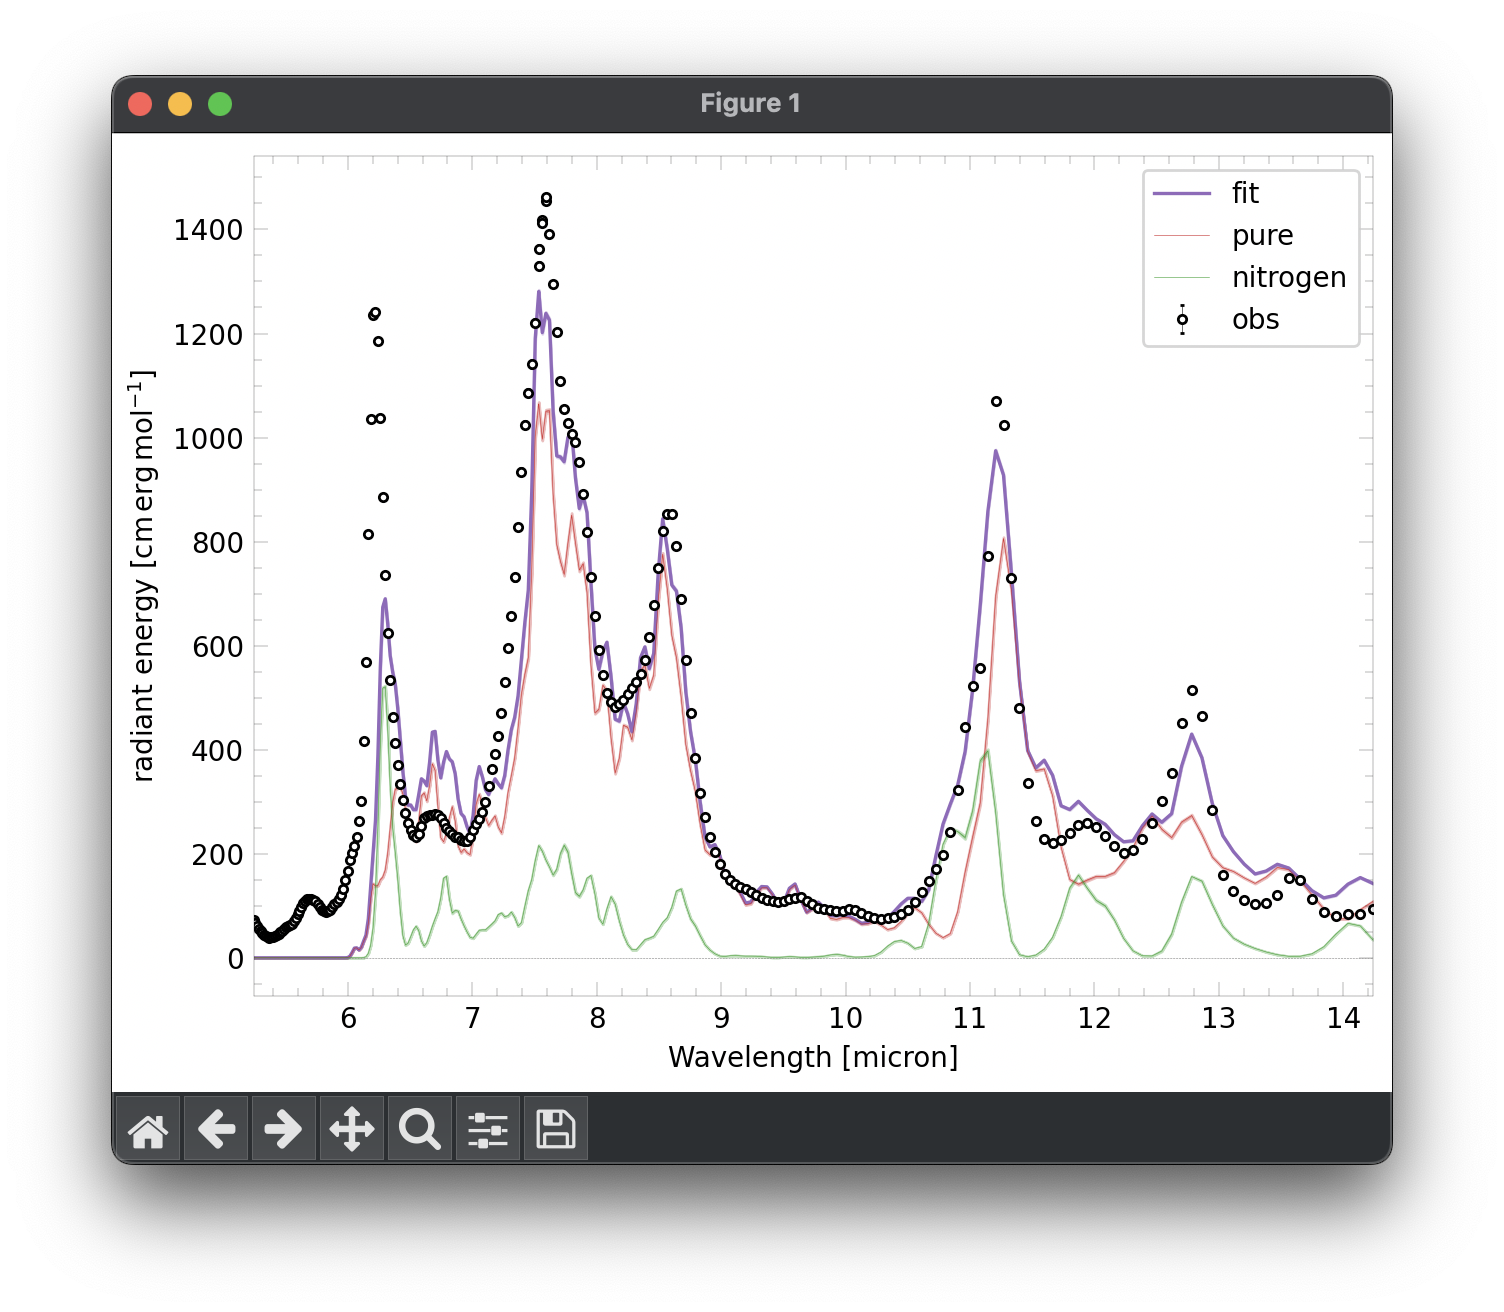 Figure 1
fit
pure
nitrogen
obs
1400
1200
1000
800
600
400
200
0
radiant energy [cm erg mol⁻¹]
6 7 8 9 10 11 12 13 14
Wavelength [micron]